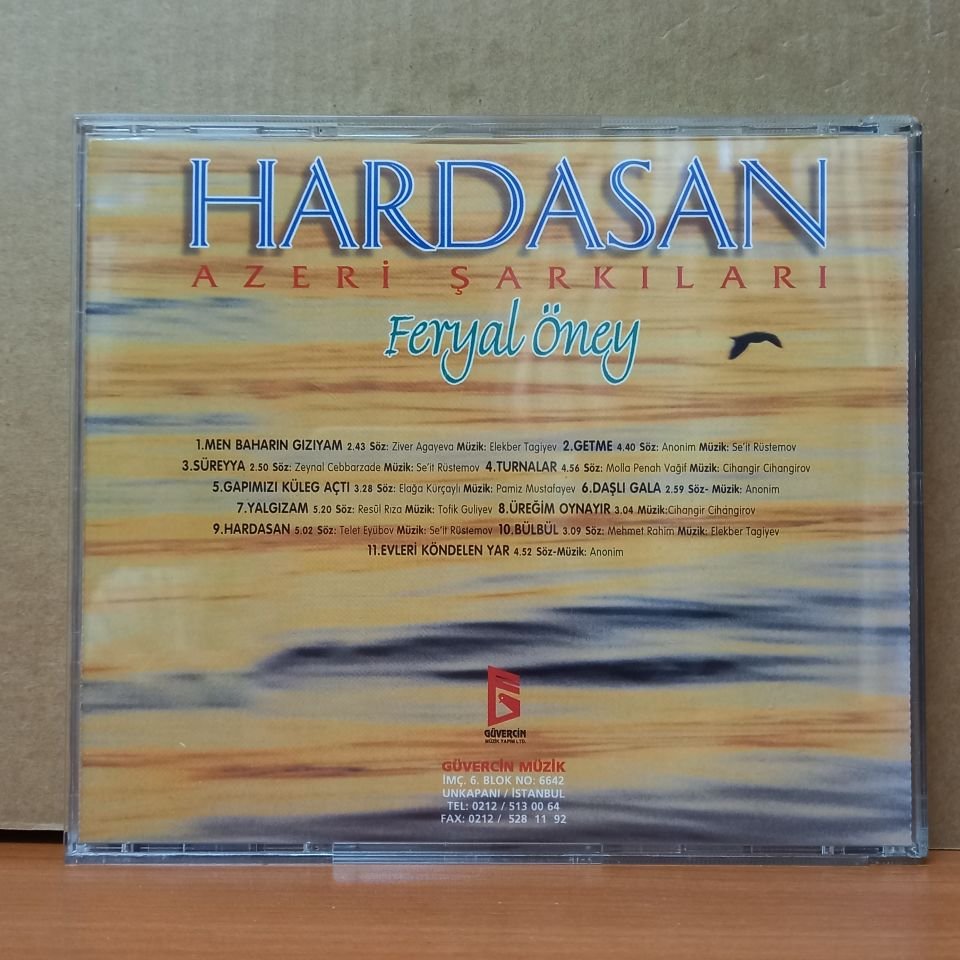 HARDASAN
AZERİ ŞARKILARI
Feryal Öney
1.MEN BAHARIN GIZIYAM 2.43 Söz: Ziver Agayeva Müzik: Elekber Tagiyev 2.GETME 4.40 Söz: Anonim Müzik: Se'it Rüstemov
3.SÜREYYA 2.50 Söz: Zeynal Cebbarzade Müzik: Se'it Rüstemov 4.TURNALAR 4.56 Söz: Molla Penah Vağif Müzik: Cihangir Cihangirov
5.GAPIMIZI KÜLEG AÇTI 3.28 Söz: Elağa Kürçaylı Müzik: Pamiz Mustafayev 6.DAŞLI GALA 2.59 Söz- Müzik: Anonim
7.YALGIZAM 5.20 Söz: Resül Rıza Müzik: Tofik Guliyev 8.ÜREĞİM OYNAYIR 3.04 Müzik:Cihangir Cihangirov
9.HARDASAN 5.02 Söz: Telet Eyübov Müzik: Se'it Rüstemov 10.BÜLBÜL 3.09 Söz: Mehmet Rahim Müzik: Elekber Tagiyev
11.EVLERİ KÖNDELEN YAR 4.52 Söz-Müzik: Anonim
GÜVERCİN
MÜZİK YAPIM LTD.
GÜVERCİN MÜZİK
İMÇ. 6. BLOK NO: 6642
UNKAPANI / İSTANBUL
TEL: 0212 / 513 00 64
FAX: 0212 / 528 11 92